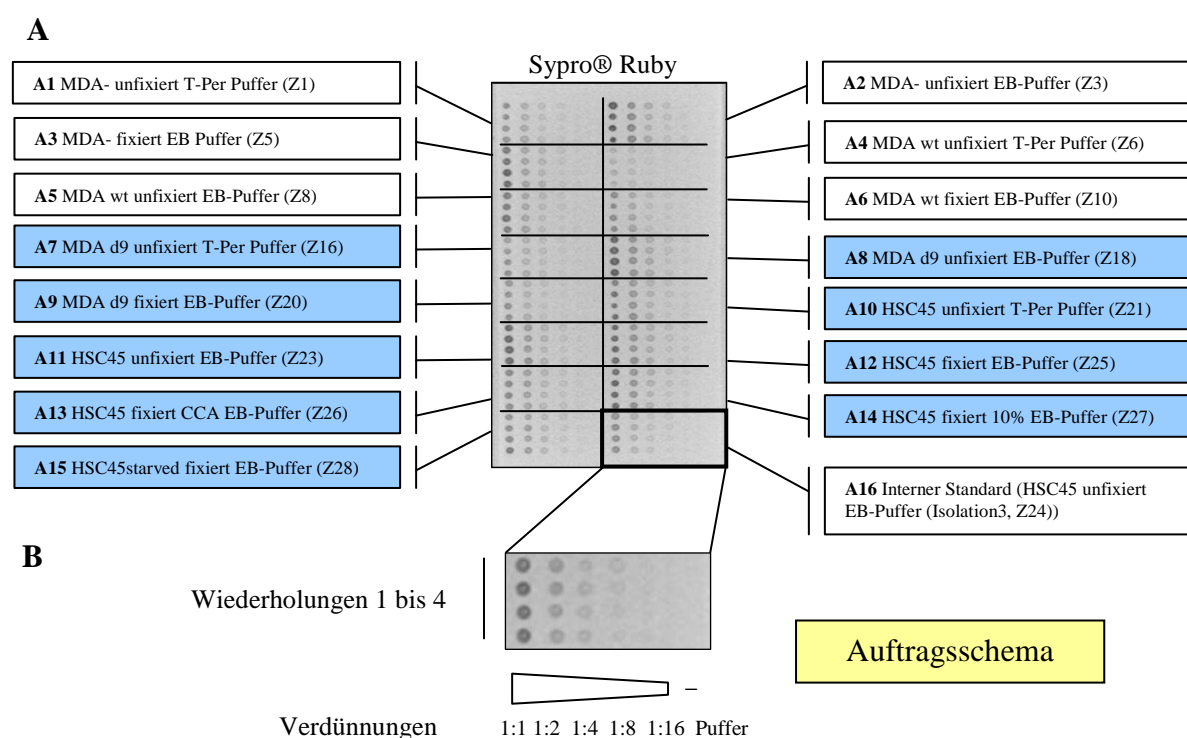 A
Sypro® Ruby
A1 MDA- unfixiert T-Per Puffer (Z1)
A2 MDA- unfixiert EB-Puffer (Z3)
A3 MDA- fixiert EB Puffer (Z5)
A4 MDA wt unfixiert T-Per Puffer (Z6)
A5 MDA wt unfixiert EB-Puffer (Z8)
A6 MDA wt fixiert EB-Puffer (Z10)
A7 MDA d9 unfixiert T-Per Puffer (Z16)
A8 MDA d9 unfixiert EB-Puffer (Z18)
A9 MDA d9 fixiert EB-Puffer (Z20)
A10 HSC45 unfixiert T-Per Puffer (Z21)
A11 HSC45 unfixiert EB-Puffer (Z23)
A12 HSC45 fixiert EB-Puffer (Z25)
A13 HSC45 fixiert CCA EB-Puffer (Z26)
A14 HSC45 fixiert 10% EB-Puffer (Z27)
A15 HSC45starved fixiert EB-Puffer (Z28)
A16 Interner Standard (HSC45 unfixiert
EB-Puffer (Isolation3, Z24))
B
Wiederholungen 1 bis 4
Auftragsschema
–
Verdünnungen 1:1 1:2 1:4 1:8 1:16 Puffer